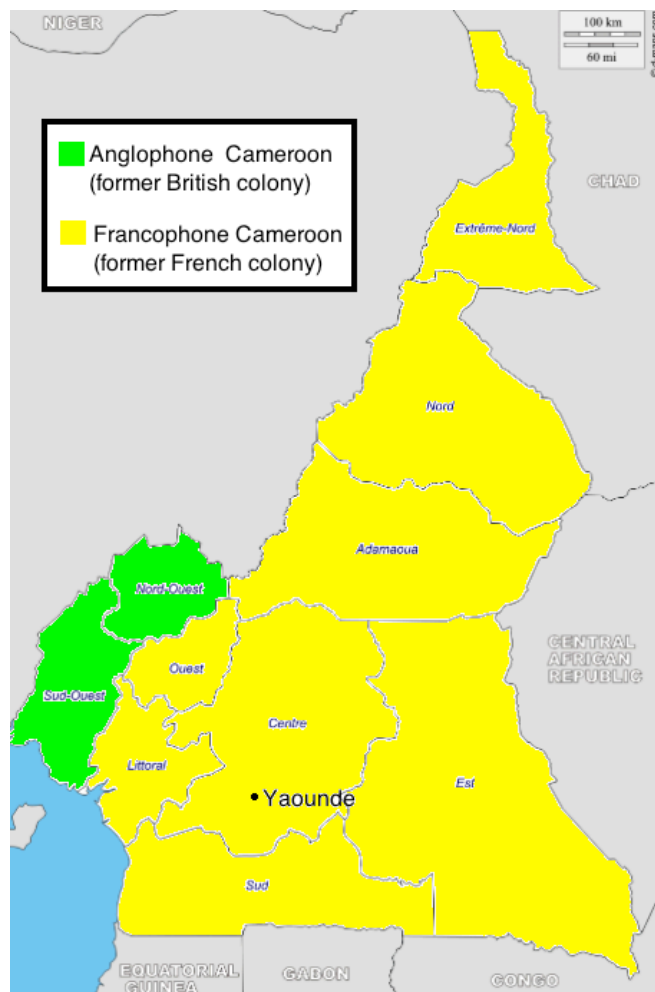 NIGER
100 km
60 mi
Anglophone Cameroon
(former British colony)
Francophone Cameroon
(former French colony)
CHAD
Extrême-Nord
Nord
Adamaoua
Nord-Ouest
Ouest
Sud-Ouest
CENTRAL
AFRICAN
REPUBLIC
Centre
Littoral
Est
Yaounde
Sud
EQUATORIAL
GUINEA
GABON
CONGO